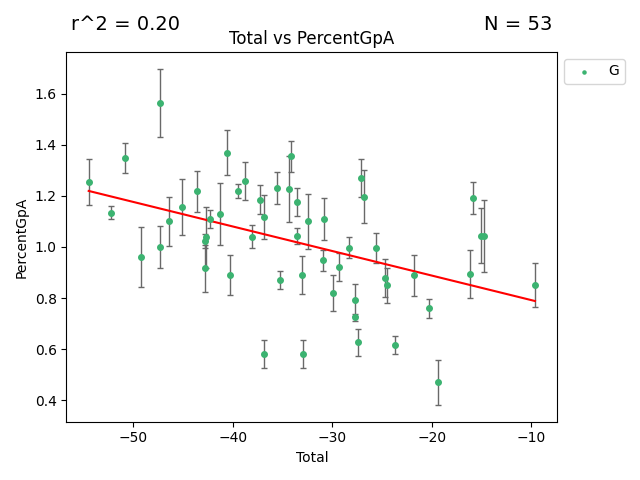 r^2 = 0.20
N = 53
Total vs PercentGpA
G
PercentGpA
1.6
1.4
1.2
1.0
0.8
0.6
0.4
−50
−40
−30
−20
−10
Total